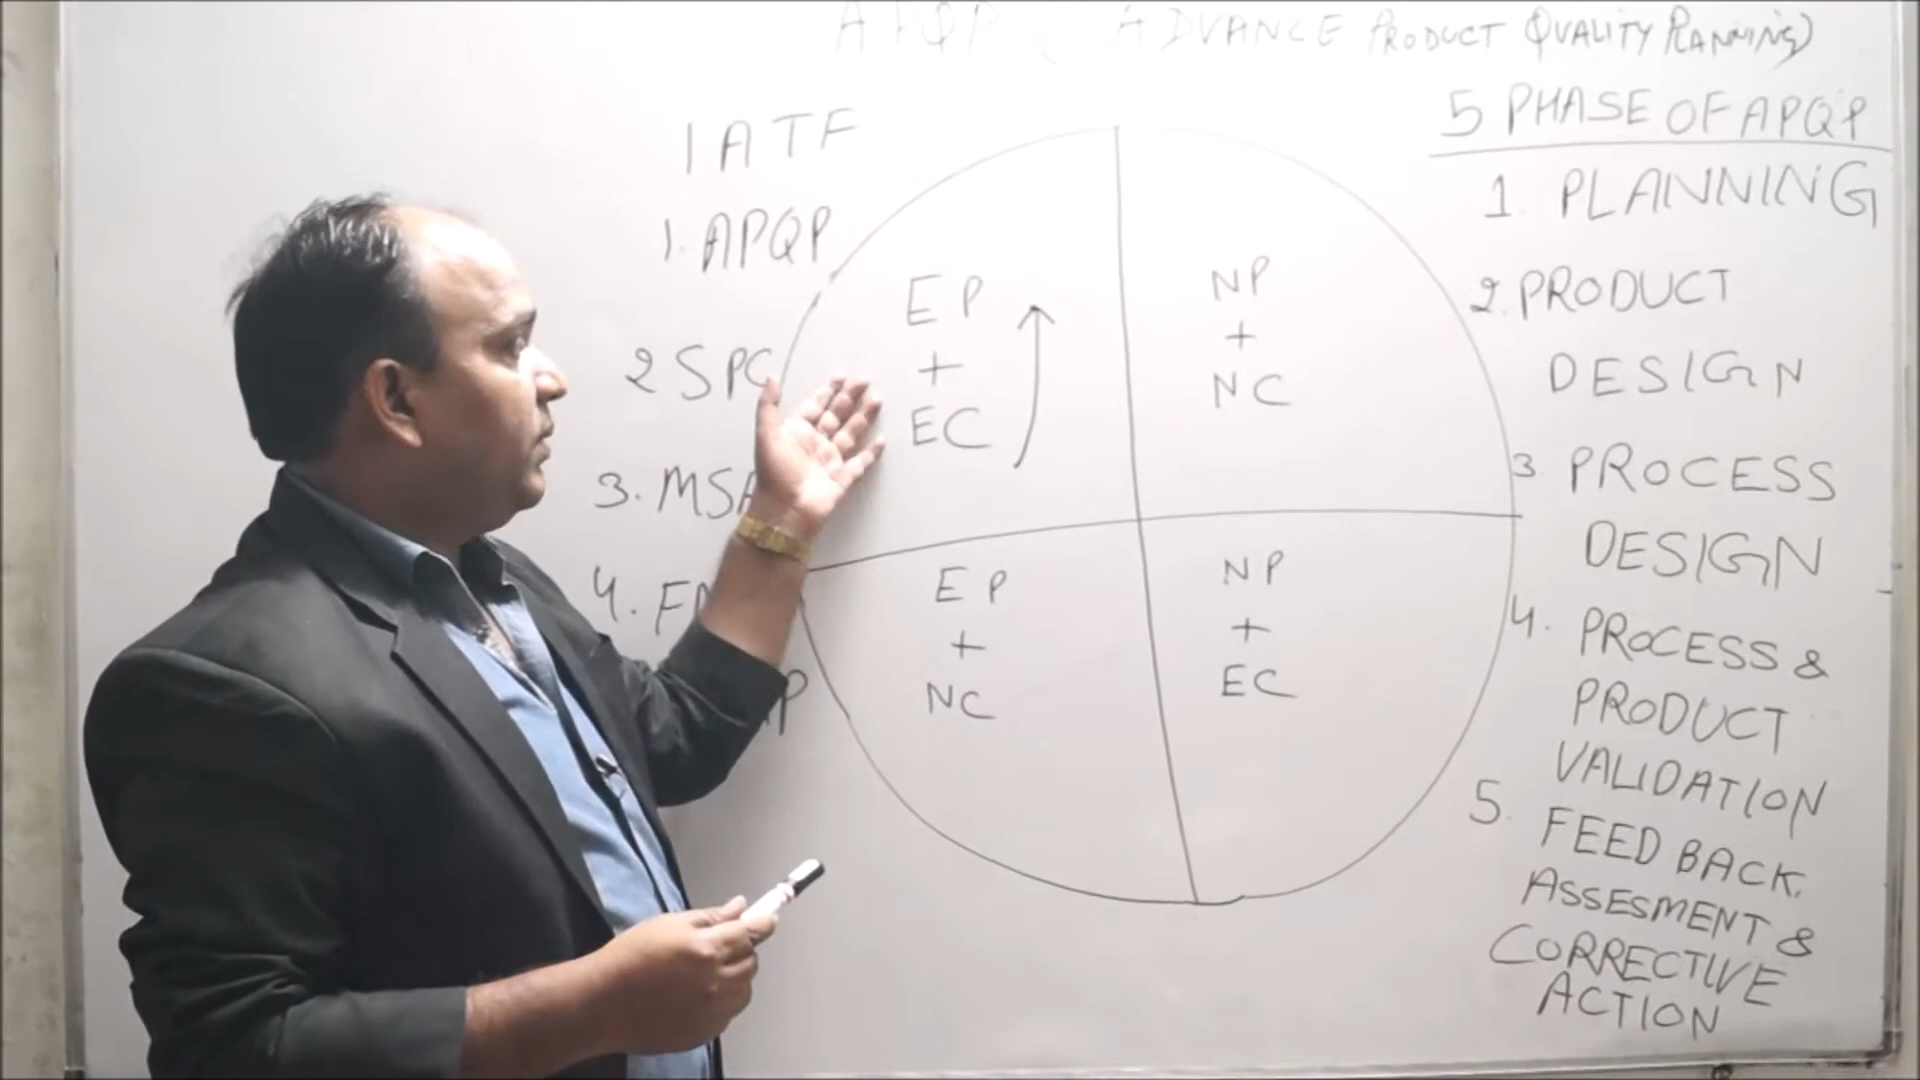 APQP ( ADVANCE PRODUCT QUALITY PLANNING)
IATF
1. APQP
2 SPC
3. MSA
4.
EP
+
EC
NP
+
NC
EP
+
NC
NP
+
EC
5 PHASE OF APQP
1. PLANNING
2. PRODUCT
DESIGN
3. PROCESS
DESIGN
4. PROCESS &
PRODUCT
VALIDATION
5. FEED BACK.
ASSESMENT &
CORRECTIVE
ACTION